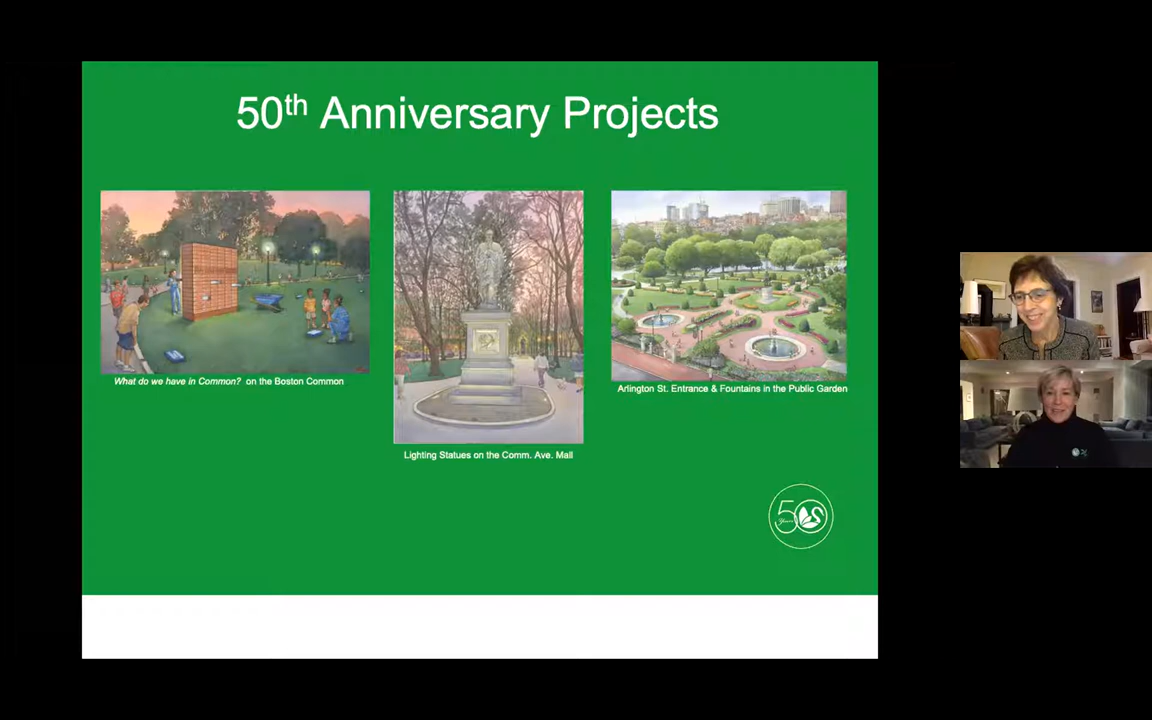 50th Anniversary Projects
What do we have in Common? on the Boston Common
Lighting Statues on the Comm. Ave. Mall
Arlington St. Entrance & Fountains in the Public Garden
50
Years